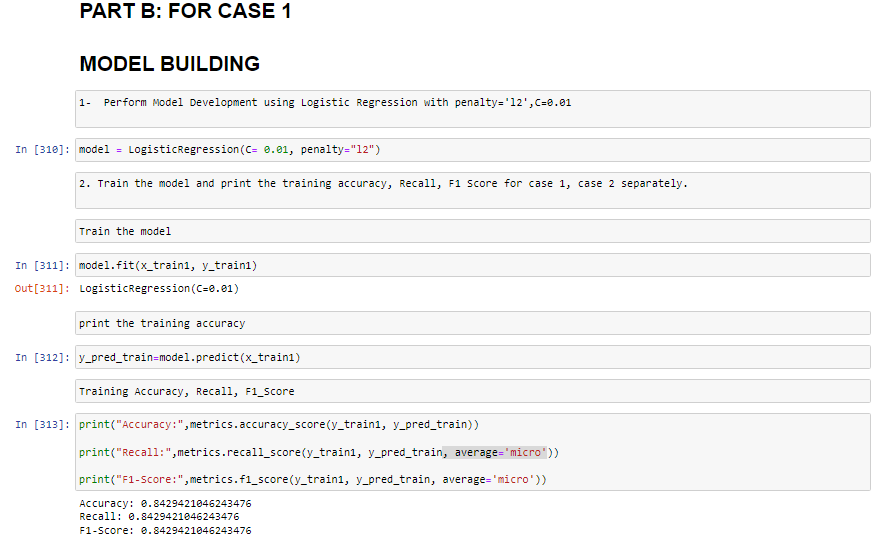 PART B: FOR CASE 1
MODEL BUILDING
1-  Perform Model Development using Logistic Regression with penalty='l2',C=0.01
In [310]: model = LogisticRegression(C= 0.01, penalty="l2")
2. Train the model and print the training accuracy, Recall, F1 Score for case 1, case 2 separately.
Train the model
In [311]: model.fit(x_train1, y_train1)
Out[311]: LogisticRegression(C=0.01)
print the training accuracy
In [312]: y_pred_train=model.predict(x_train1)
Training Accuracy, Recall, F1_Score
In [313]: print("Accuracy:",metrics.accuracy_score(y_train1, y_pred_train))
print("Recall:",metrics.recall_score(y_train1, y_pred_train, average='micro'))
print("F1-Score:",metrics.f1_score(y_train1, y_pred_train, average='micro'))
Accuracy: 0.8429421046243476
Recall: 0.8429421046243476
F1-Score: 0.8429421046243476